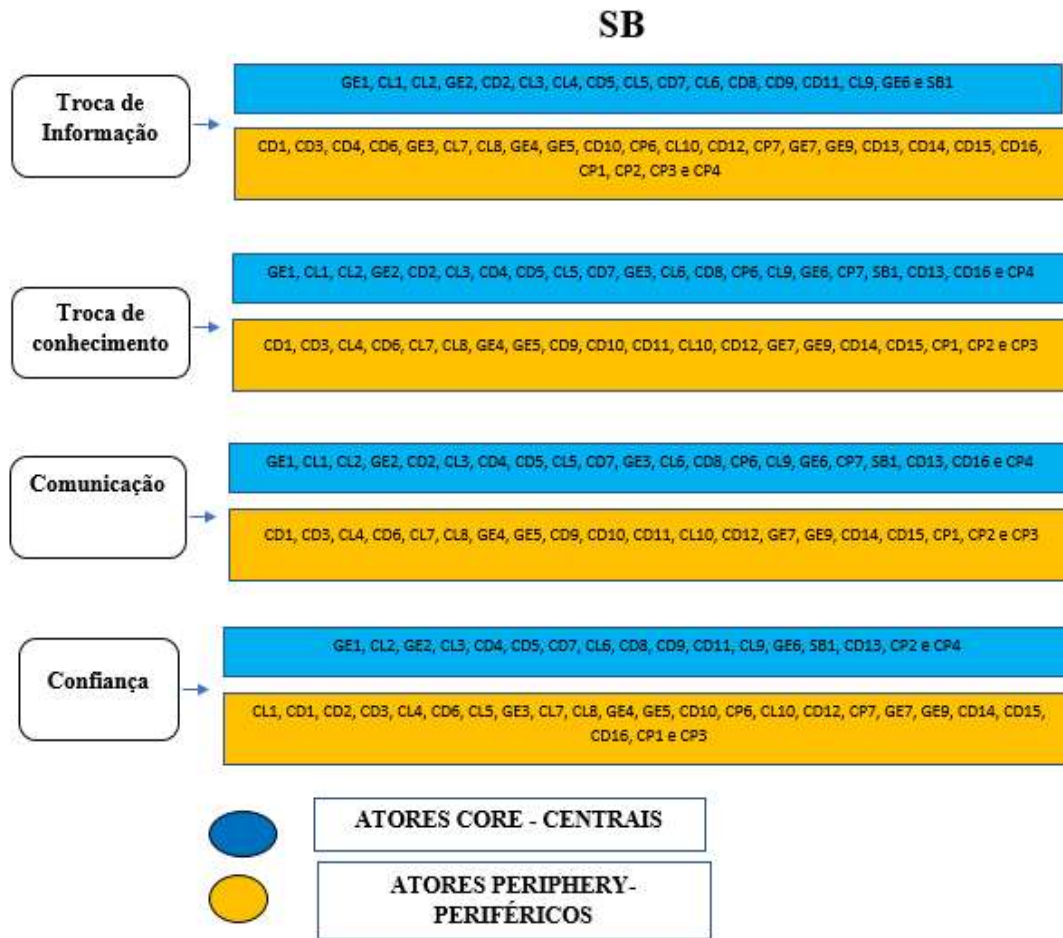 SB
Troca de
Informação
GE1, CL1, CL2, GE2, CD2, CL3, CL4, CD5, CL5, CD7, CL6, CD8, CD9, CD11, CL9, GE6 e SB1
CD1, CD3, CD4, CD6, GE3, CL7, CL8, GE4, GE5, CD10, CP6, CL10, CD12, CP7, GE7, GE9, CD13, CD14, CD15, CD16,
CP1, CP2, CP3 e CP4
Troca de
conhecimento
GE1, CL1, CL2, GE2, CD2, CL3, CD4, CD5, CL5, CD7, GE3, CL6, CD8, CP6, CL9, GE6, CP7, SB1, CD13, CD16 e CP4
CD1, CD3, CL4, CD6, CL7, CL8, GE4, GE5, CD9, CD10, CD11, CL10, CD12, GE7, GE9, CD14, CD15, CP1, CP2 e CP3
Comunicação
GE1, CL1, CL2, GE2, CD2, CL3, CD4, CD5, CL5, CD7, GE3, CL6, CD8, CP6, CL9, GE6, CP7, SB1, CD13, CD16 e CP4
CD1, CD3, CL4, CD6, CL7, CL8, GE4, GE5, CD9, CD10, CD11, CL10, CD12, GE7, GE9, CD14, CD15, CP1, CP2 e CP3
Confiança
GE1, CL2, GE2, CL3, CD4, CD5, CD7, CL6, CD8, CD9, CD11, CL9, GE6, SB1, CD13, CP2 e CP4
CL1, CD1, CD2, CD3, CL4, CD6, CL5, GE3, CL7, CL8, GE4, GE5, CD10, CP6, CL10, CD12, CP7, GE7, GE9, CD14, CD15,
CD16, CP1 e CP3
ATORES CORE - CENTRAIS
ATORES PERIPHERY-
PERIFÉRICOS